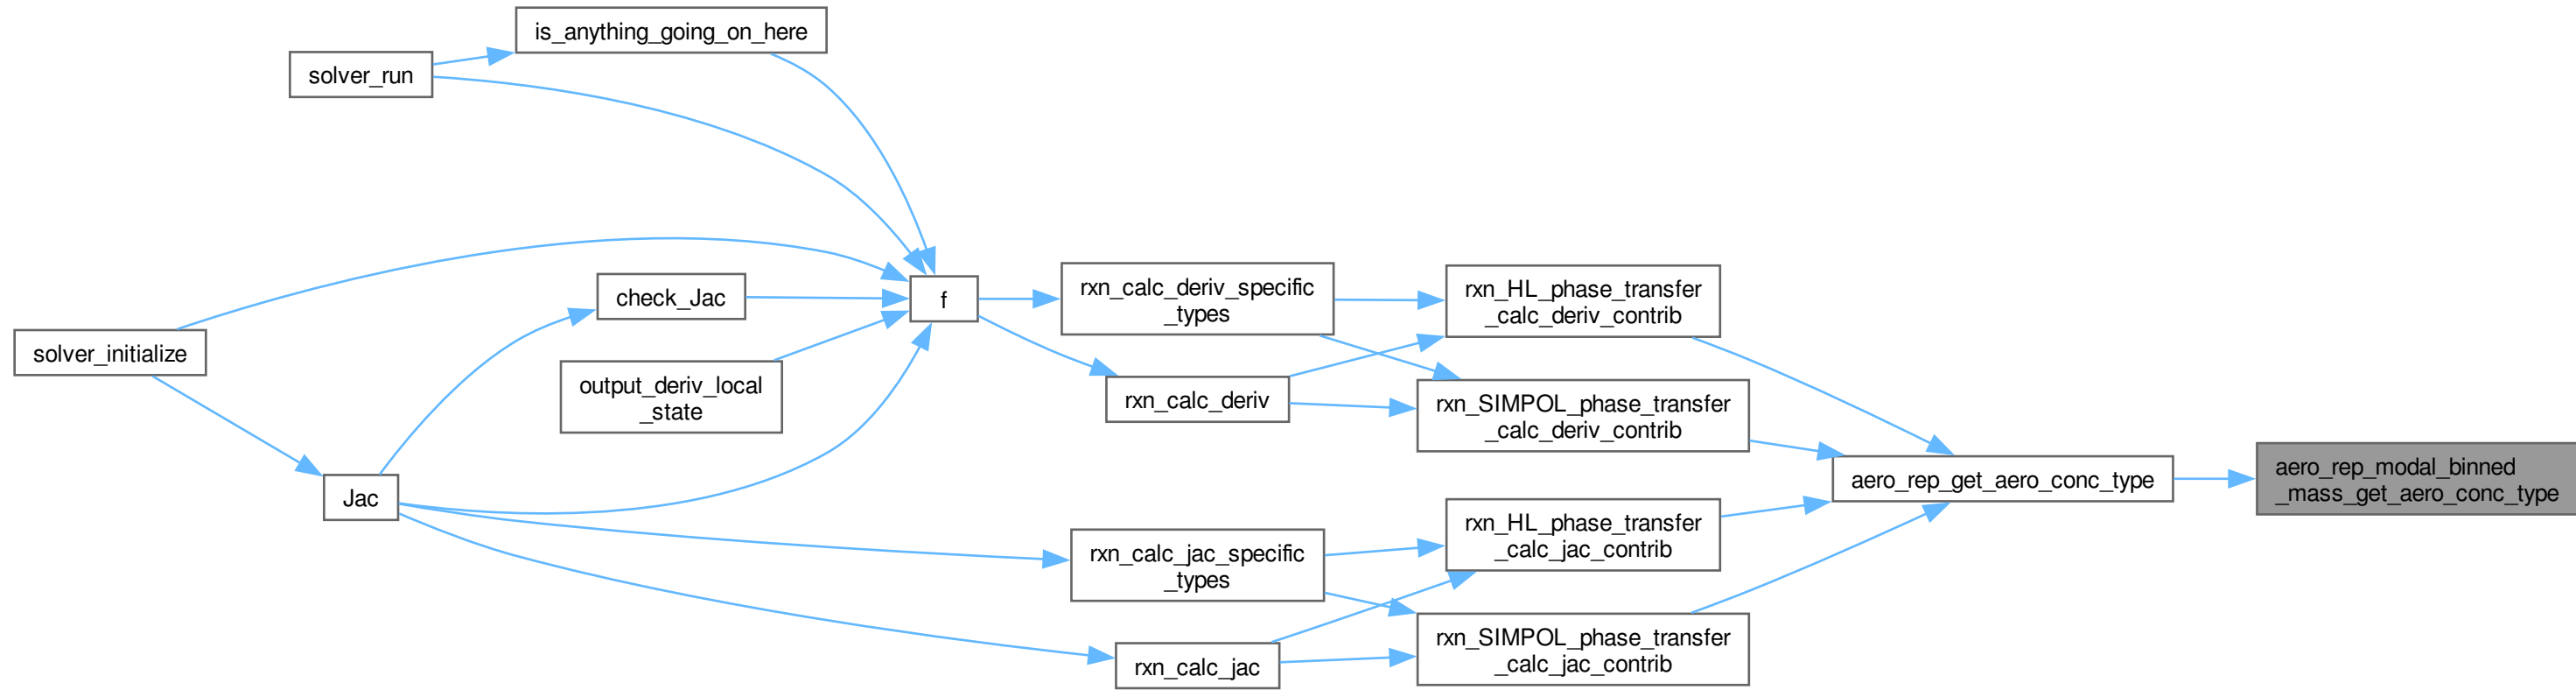 is_anything_going_on_here
solver_run
solver_initialize
check_Jac
output_deriv_local
_state
Jac
f
rxn_calc_deriv_specific
_types
rxn_calc_deriv
rxn_calc_jac_specific
_types
rxn_calc_jac
rxn_HL_phase_transfer
_calc_deriv_contrib
rxn_SIMPOL_phase_transfer
_calc_deriv_contrib
rxn_HL_phase_transfer
_calc_jac_contrib
rxn_SIMPOL_phase_transfer
_calc_jac_contrib
aero_rep_get_aero_conc_type
aero_rep_modal_binned
_mass_get_aero_conc_type